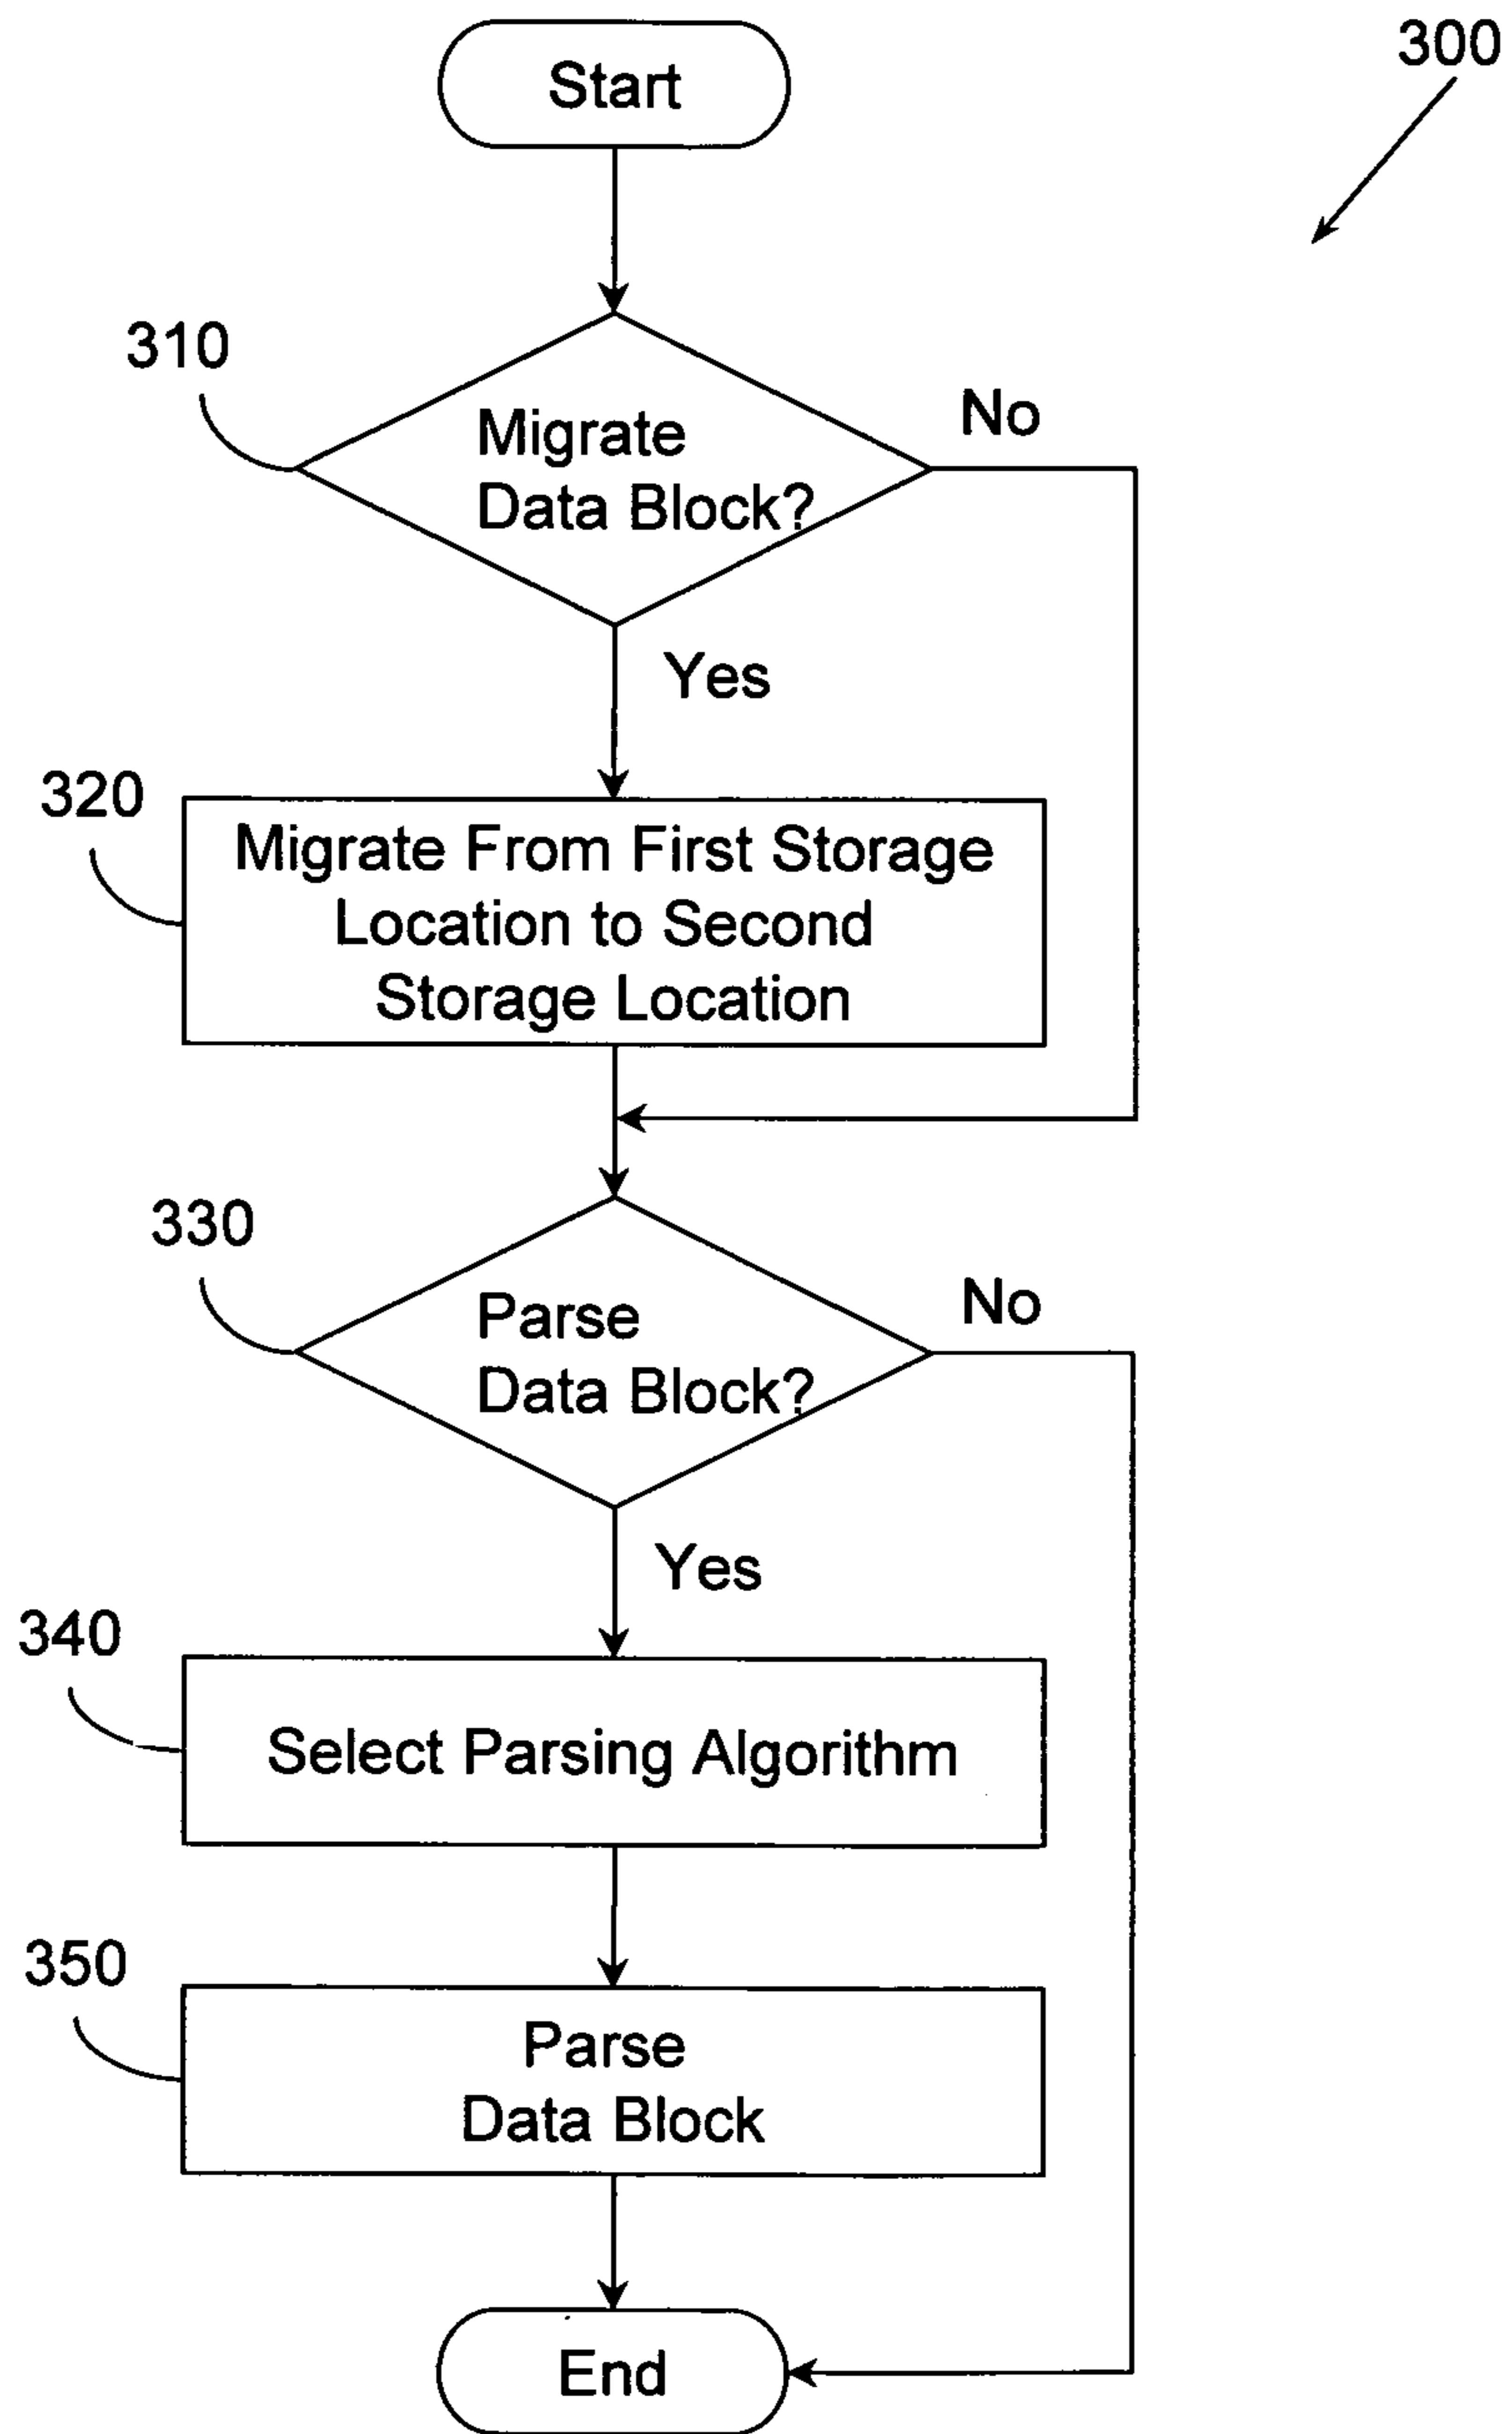 Start
300
310
Migrate
Data Block?
No
Yes
320
Migrate From First Storage
Location to Second
Storage Location
330
Parse
Data Block?
No
Yes
340
Select Parsing Algorithm
350
Parse
Data Block
End